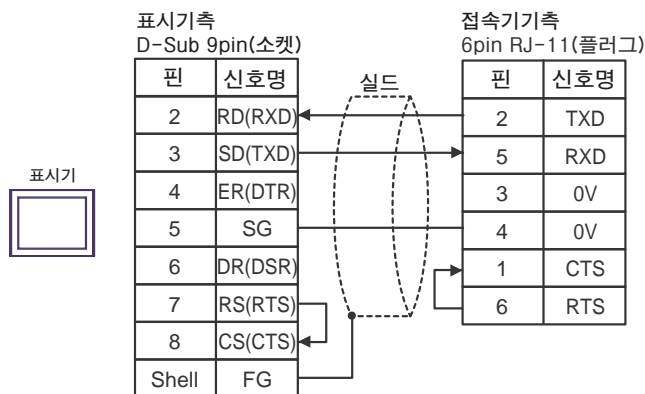 표시기측
D-Sub 9pin(소켓)
접속기기측
6pin RJ-11(플러그)
핀 신호명
실드
핀 신호명
2 RD(RXD)
2 TXD
3 SD(TXD)
5 RXD
표시기
4 ER(DTR)
3 0V
5 SG
4 0V
6 DR(DSR)
1 CTS
7 RS(RTS)
6 RTS
8 CS(CTS)
Shell FG